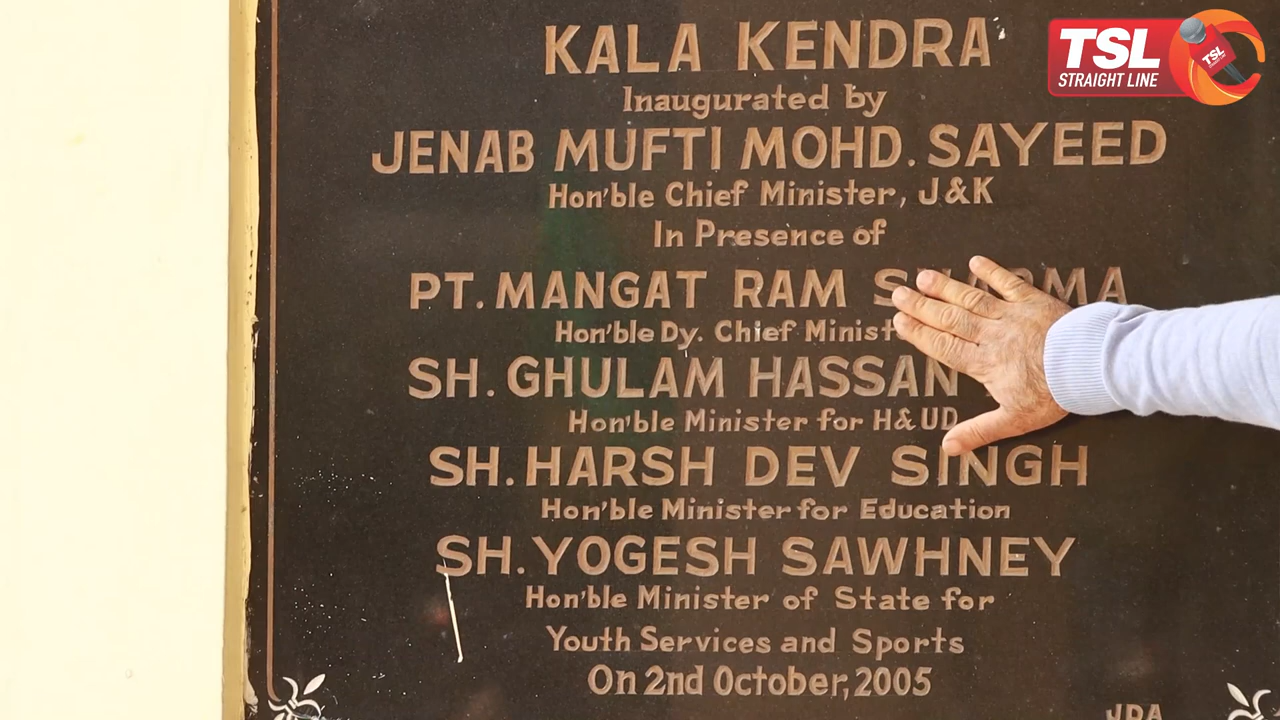 KALA KENDRA
Inaugurated by
JENAB MUFTI MOHD. SAYEED
Hon'ble Chief Minister, J&K
In Presence of
PT. MANGAT RAM SHARMA
Hon'ble Dy. Chief
SH. GHULAM HASSAN
Hon'ble Minister for H&UD
SH. HARSH DEV SINGH
Hon'ble Minister for Education
SH. YOGESH SAWHNEY
Hon'ble Minister of State for
Youth Services and Sports
On 2nd October, 2005
JDA
TSL
STRAIGHT LINE
TSL